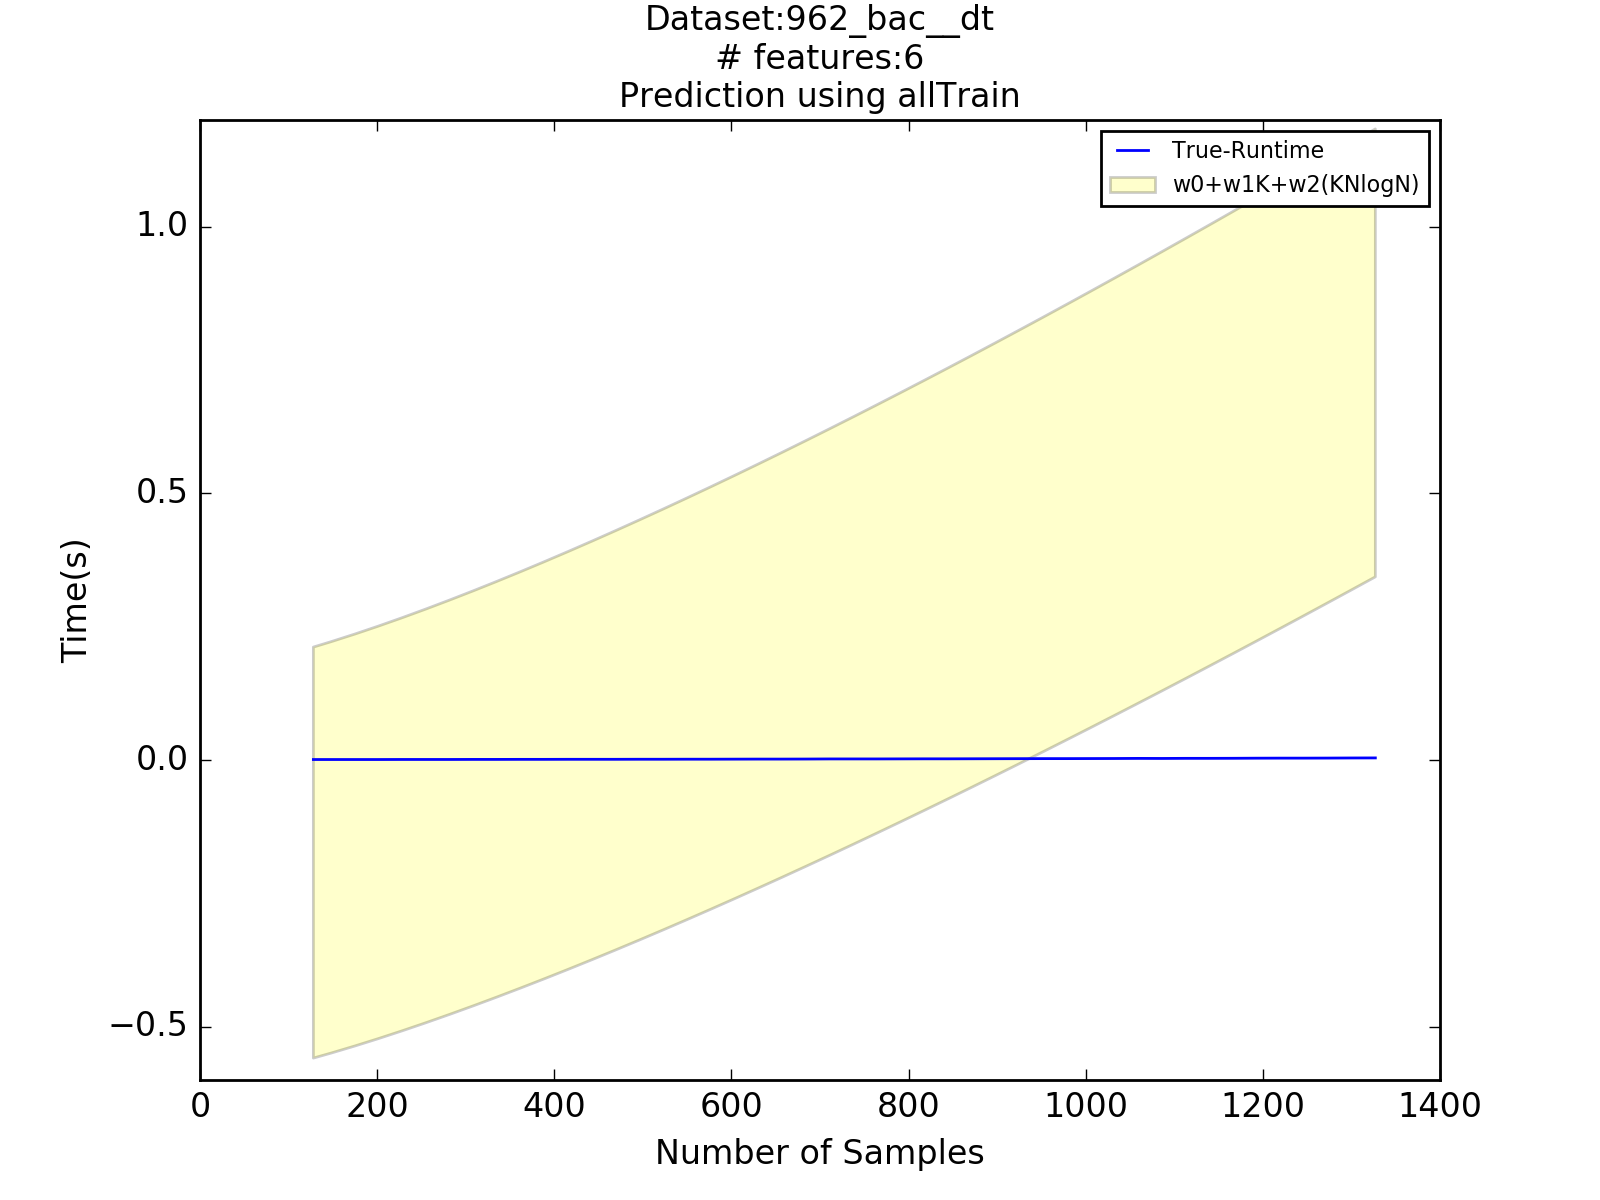 Dataset:962_bac__dt
# features:6
Prediction using allTrain
True-Runtime
w0+w1K+w2(KNlogN)
1.0
0.5
0.0
−0.5
Time(s)
0 200 400 600 800 1000 1200 1400
Number of Samples